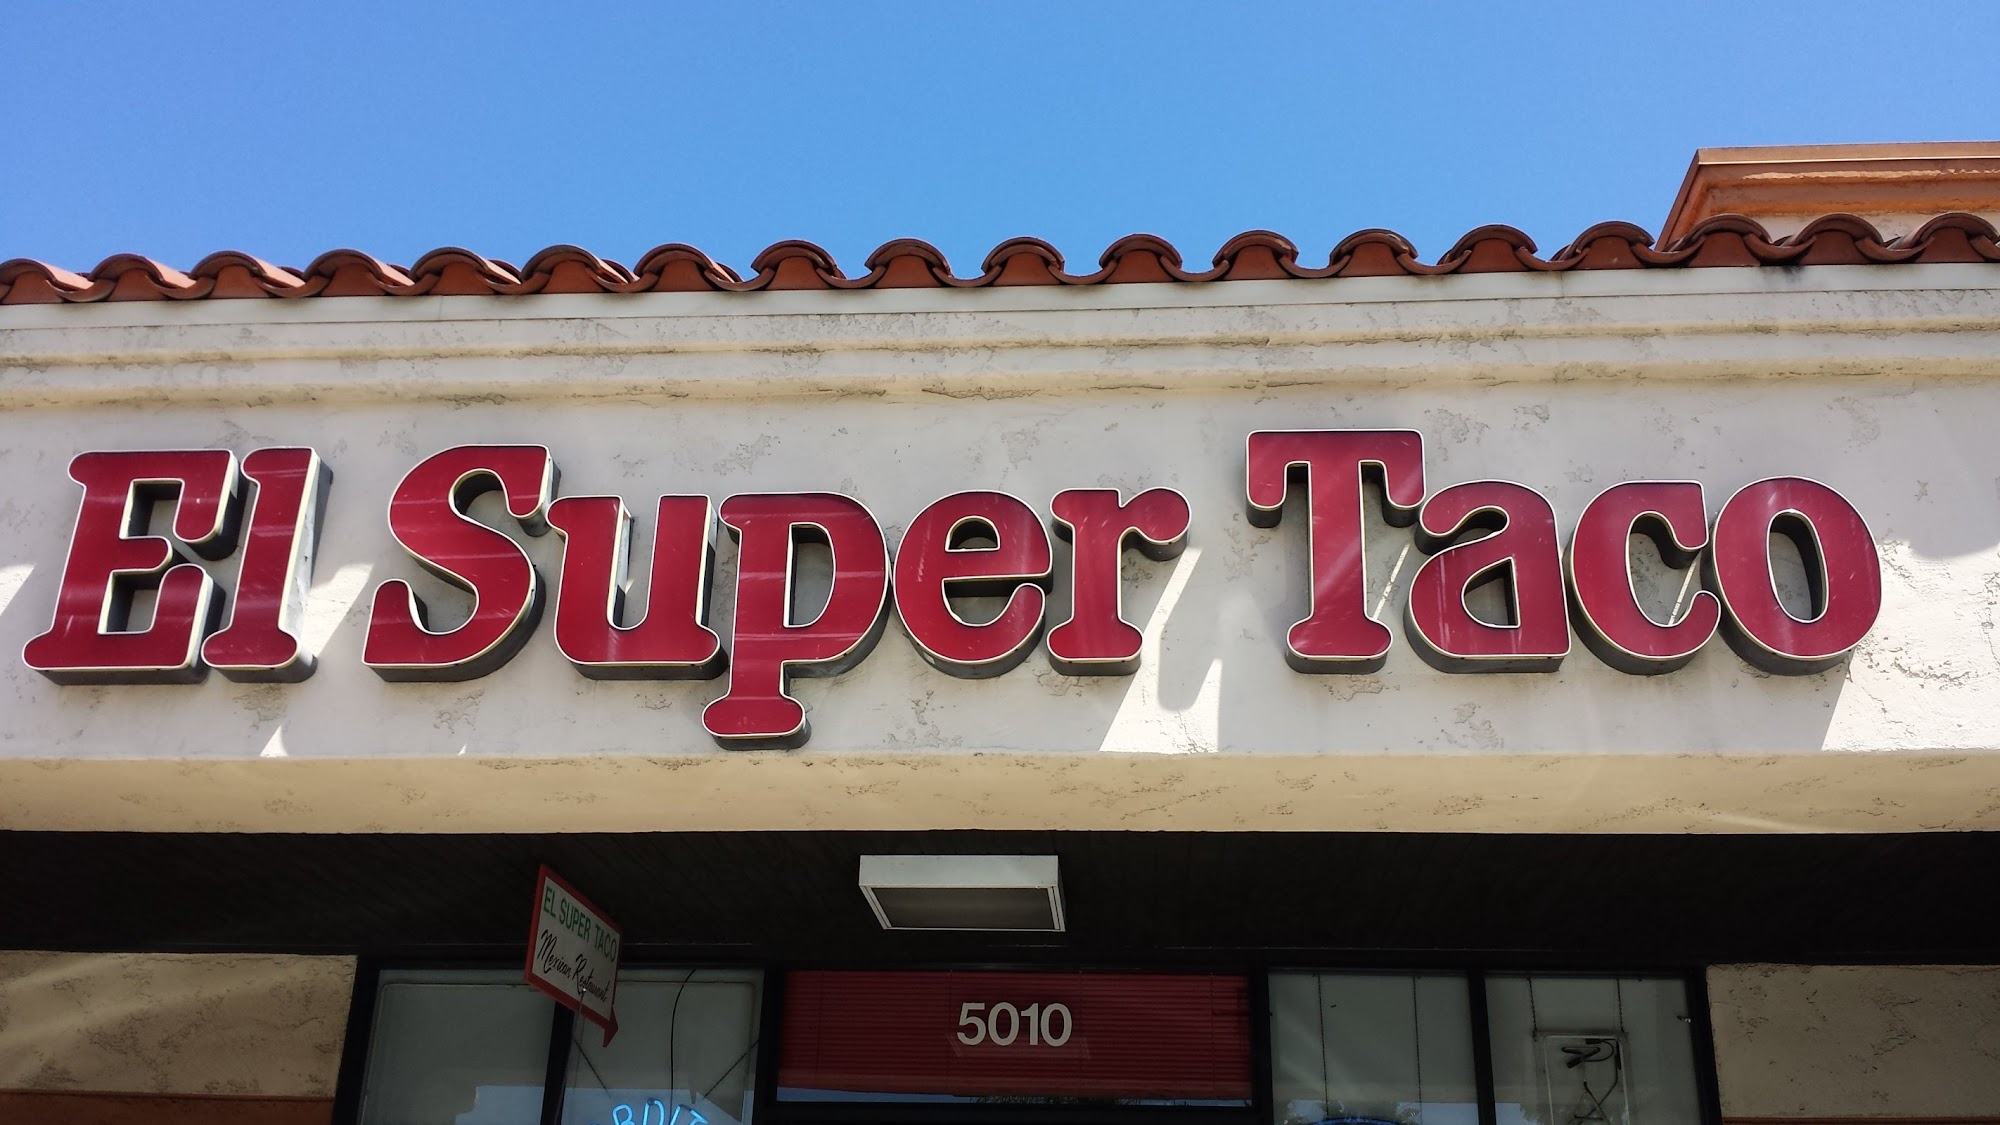 El Super Taco
EL SUPER TACO
Mexican Restaurant
5010